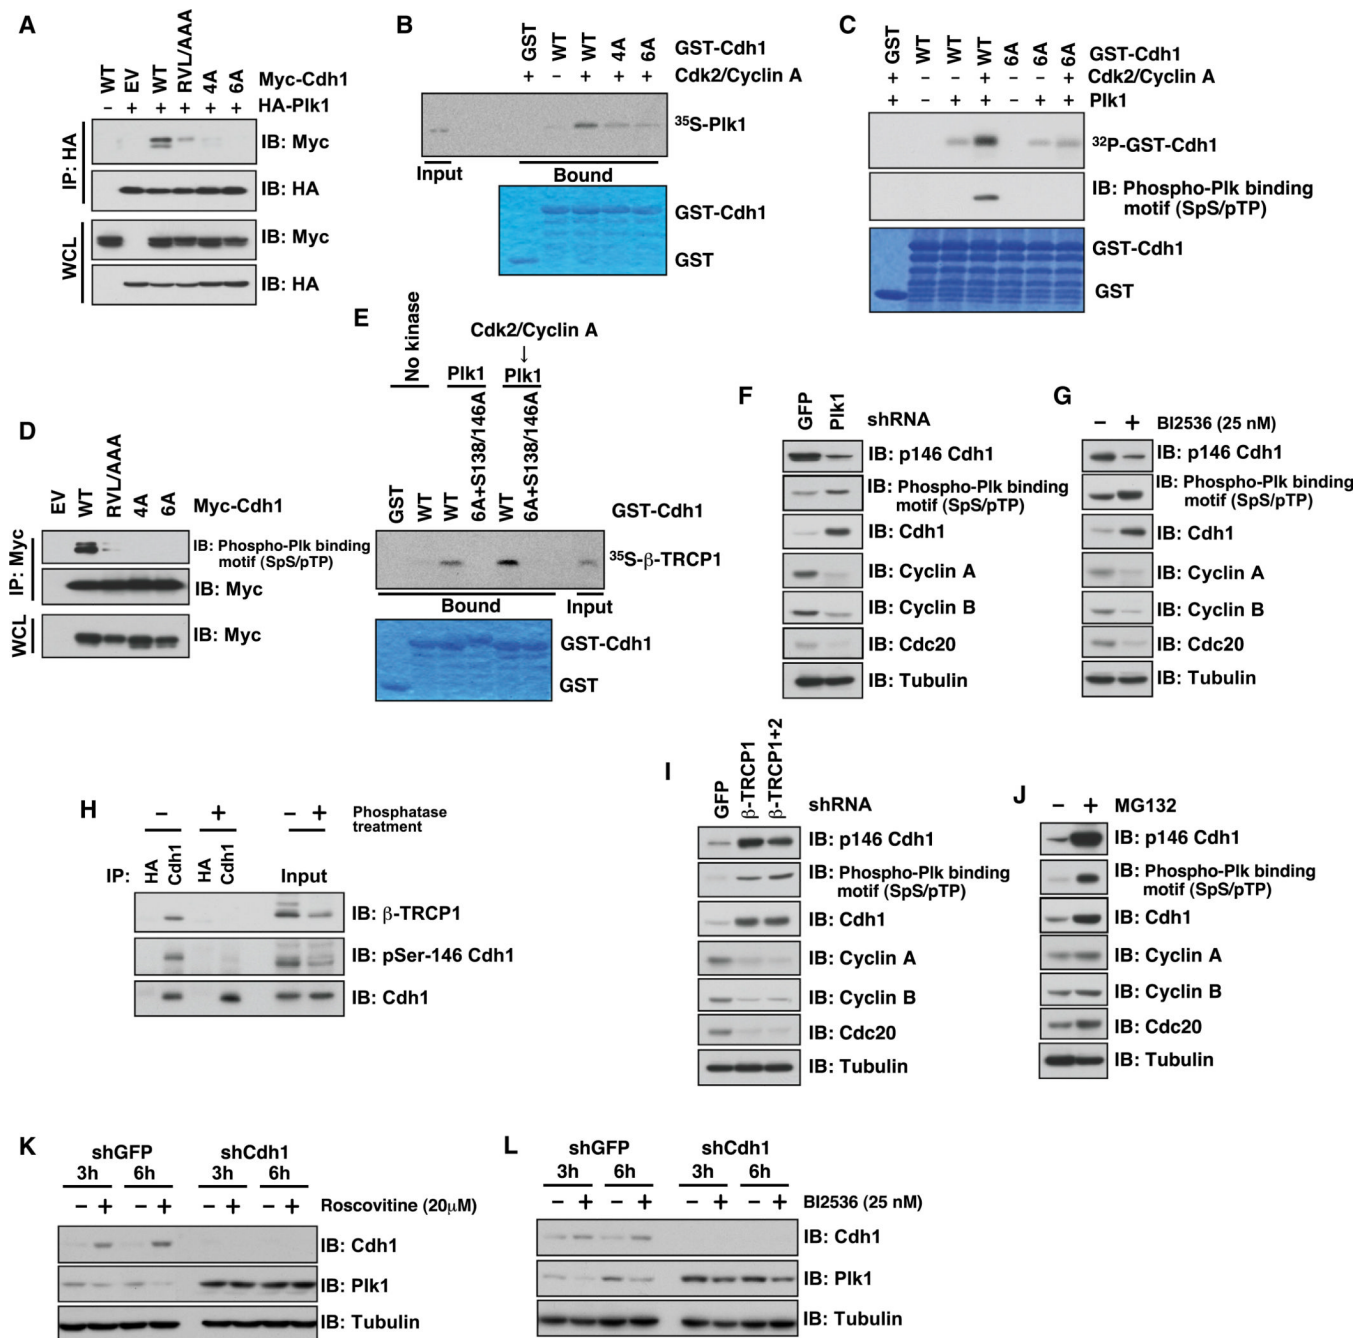 A
WT
EV
WT
RVL/AAA
4A
6A
Myc-Cdh1
– + + + + + HA-Plk1
IP: HA
IB: Myc
IB: HA
WCL
IB: Myc
IB: HA
B
GST
WT
WT
4A
6A
GST-Cdh1
+ – + + + Cdk2/Cyclin A
35S-Plk1
Input
Bound
GST-Cdh1
GST
C
GST
WT
WT
WT
6A
6A
6A
GST-Cdh1
+ – – + – – + Cdk2/Cyclin A
+ – + + – + + Plk1
32P-GST-Cdh1
IB: Phospho-Plk binding
motif (SpS/pTP)
GST-Cdh1
GST
D
EV
WT
RVL/AAA
4A
6A
Myc-Cdh1
IP: Myc
IB: Phospho-Plk binding
motif (SpS/pTP)
IB: Myc
WCL
IB: Myc
E
No kinase
Cdk2/Cyclin A
↓
Plk1
Plk1
GST
WT
WT
6A+S138/146A
WT
6A+S138/146A
GST-Cdh1
35S-β-TRCP1
Bound
Input
GST-Cdh1
GST
F
GFP
Plk1
shRNA
IB: p146 Cdh1
IB: Phospho-Plk binding
motif (SpS/pTP)
IB: Cdh1
IB: Cyclin A
IB: Cyclin B
IB: Cdc20
IB: Tubulin
G
– + BI2536 (25 nM)
IB: p146 Cdh1
IB: Phospho-Plk binding
motif (SpS/pTP)
IB: Cdh1
IB: Cyclin A
IB: Cyclin B
IB: Cdc20
IB: Tubulin
H
– + – + Phosphatase
treatment
IP:
HA
Cdh1
HA
Cdh1
Input
IB: β-TRCP1
IB: pSer-146 Cdh1
IB: Cdh1
I
GFP
β-TRCP1
β-TRCP1+2
shRNA
IB: p146 Cdh1
IB: Phospho-Plk binding
motif (SpS/pTP)
IB: Cdh1
IB: Cyclin A
IB: Cyclin B
IB: Cdc20
IB: Tubulin
J
– + MG132
IB: p146 Cdh1
IB: Phospho-Plk binding
motif (SpS/pTP)
IB: Cdh1
IB: Cyclin A
IB: Cyclin B
IB: Cdc20
IB: Tubulin
K
shGFP shCdh1
3h 6h 3h 6h
– + – + – + – + Roscovitine (20μM)
IB: Cdh1
IB: Plk1
IB: Tubulin
L
shGFP shCdh1
3h 6h 3h 6h
– + – + – + – + BI2536 (25 nM)
IB: Cdh1
IB: Plk1
IB: Tubulin